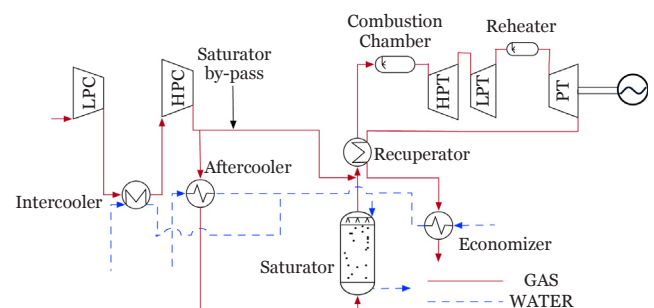 Combustion
Chamber
Reheater
Saturator
by-pass
LPC
HPC
HPT
LPT
PT
Recuperator
Aftercooler
Intercooler
Saturator
Economizer
GAS
WATER